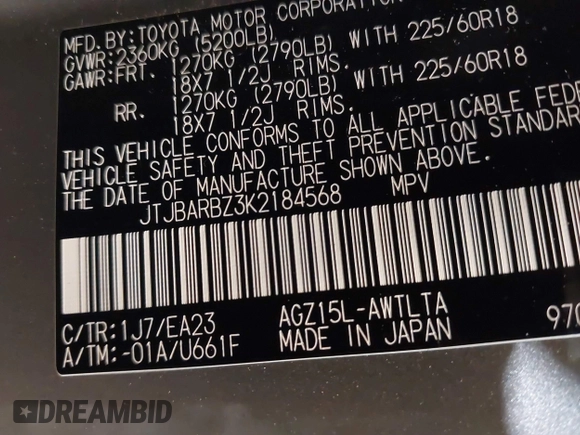 MFD.BY:TOYOTA MOTOR CORPORATION
GVWR:2360KG (5200LB)
GAWR:FRT. 1270KG (2790LB) WITH 225/60R18
18X7 1/2J RIMS.
RR. 1270KG (2790LB) WITH 225/60R18
18X7 1/2J RIMS.
THIS VEHICLE CONFORMS TO ALL APPLICABLE FEDE
VEHICLE SAFETY AND THEFT PREVENTION STANDAR
THE DATE OF MANUFACTURE SHOWN ABOVE.
JTJBARBZ3K2184568 MPV
C/TR:1J7/EA23 AGZ15L-AWTLTA
A/TM:-01A/U661F MADE IN JAPAN 970
DREAMBID